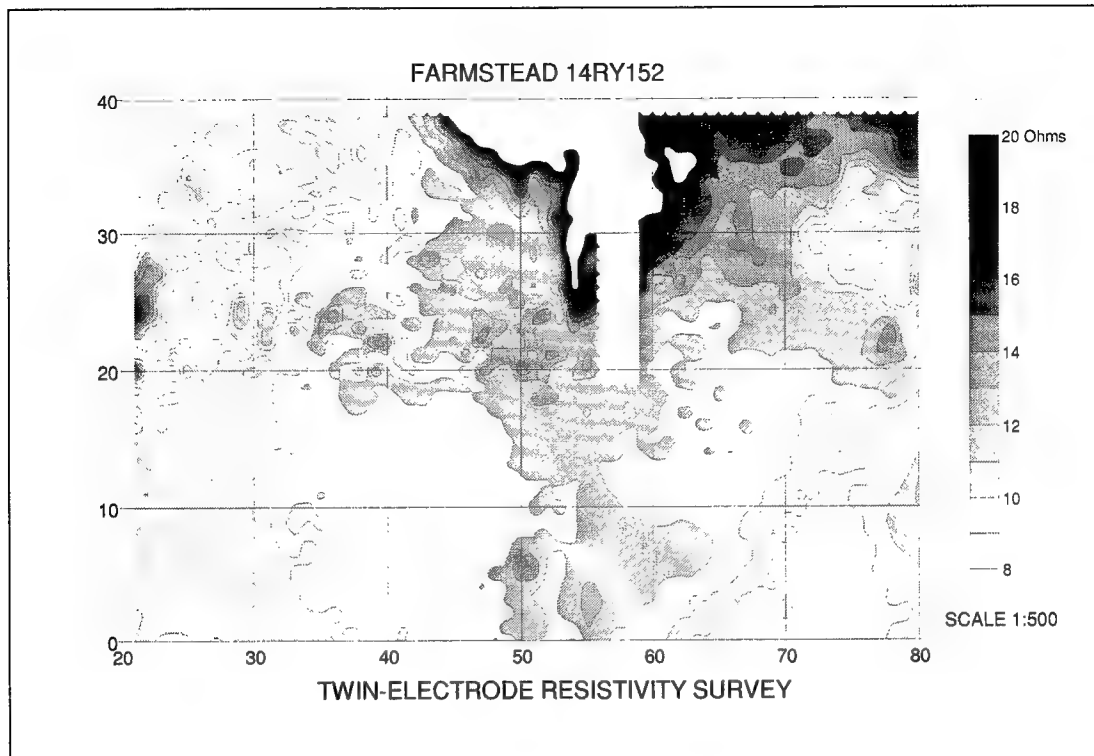 FARMSTEAD 14RY152
40
30
20
10
0
20 30 40 50 60 70 80
20 Ohms
18
16
14
12
10
8
SCALE 1:500
TWIN-ELECTRODE RESISTIVITY SURVEY